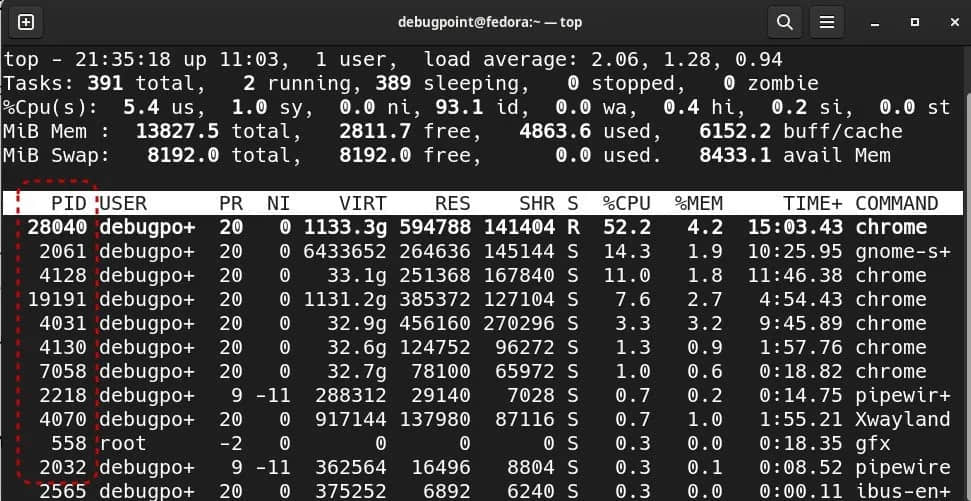 debugpoint@fedora:~ — top
top - 21:35:18 up 11:03,  1 user,  load average: 2.06, 1.28, 0.94
Tasks: 391 total,   2 running, 389 sleeping,   0 stopped,   0 zombie
%Cpu(s):  5.4 us,  1.0 sy,  0.0 ni, 93.1 id,  0.0 wa,  0.4 hi,  0.2 si,  0.0 st
MiB Mem :  13827.5 total,   2811.7 free,   4863.6 used,   6152.2 buff/cache
MiB Swap:   8192.0 total,   8192.0 free,      0.0 used.   8433.1 avail Mem
PID USER      PR  NI    VIRT    RES    SHR S  %CPU  %MEM     TIME+ COMMAND
28040 debugpo+  20   0 1133.3g 594788 141404 R  52.2   4.2  15:03.43 chrome
2061 debugpo+  20   0 6433652 264636 145144 S  14.3   1.9  10:25.95 gnome-s+
4128 debugpo+  20   0   33.1g 251368 167840 S  11.0   1.8  11:46.38 chrome
19191 debugpo+  20   0 1131.2g 385372 127104 S   7.6   2.7   4:54.43 chrome
4031 debugpo+  20   0   32.9g 456160 270296 S   3.3   3.2   9:45.89 chrome
4130 debugpo+  20   0   32.6g 124752  96272 S   1.3   0.9   1:57.76 chrome
7058 debugpo+  20   0   32.7g  78100  65972 S   1.0   0.6   0:18.82 chrome
2218 debugpo+   9 -11  288312  29140   7028 S   0.7   0.2   0:14.75 pipewir+
4070 debugpo+  20   0  917144 137980  87116 S   0.7   1.0   1:55.21 Xwayland
558 root      -2   0       0      0      0 S   0.3   0.0   0:18.35 gfx
2032 debugpo+   9 -11  362564  16496   8804 S   0.3   0.1   0:08.52 pipewire
2565 debugpo+  20   0  375252   6892   6240 S   0.3   0.0   0:00.11 ibus-en+